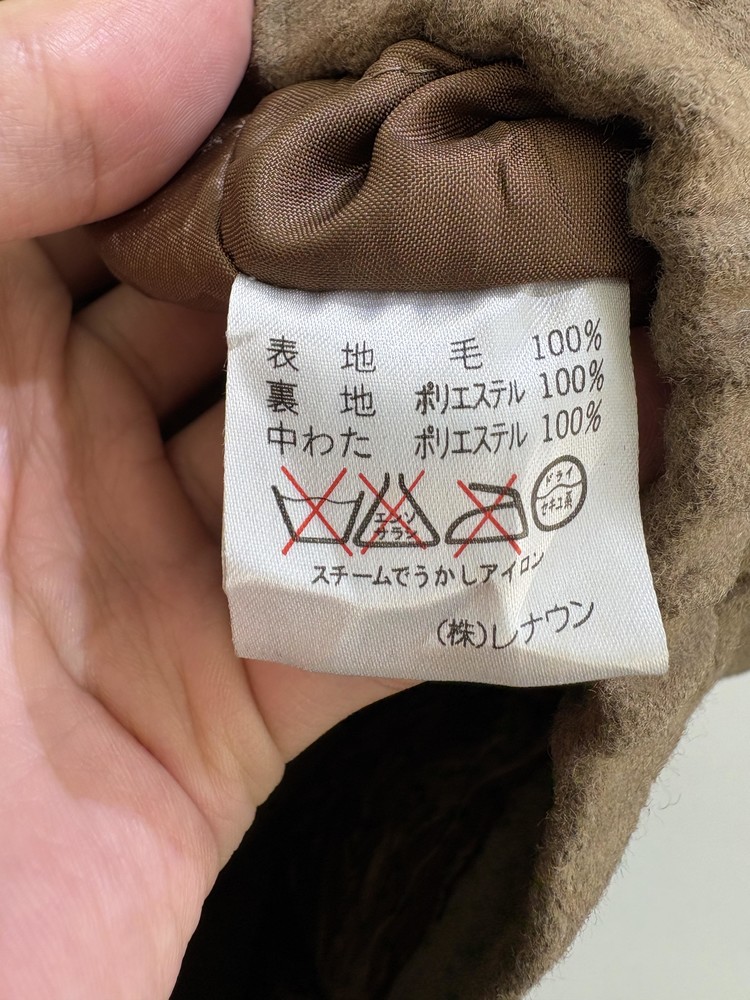 表 地 毛 100%
裏 地 ポリエステル 100%
中わた ポリエステル 100%
エンソ
サラシ
ドライ
セキユ系
スチームでうかしアイロン
(株)レナウン